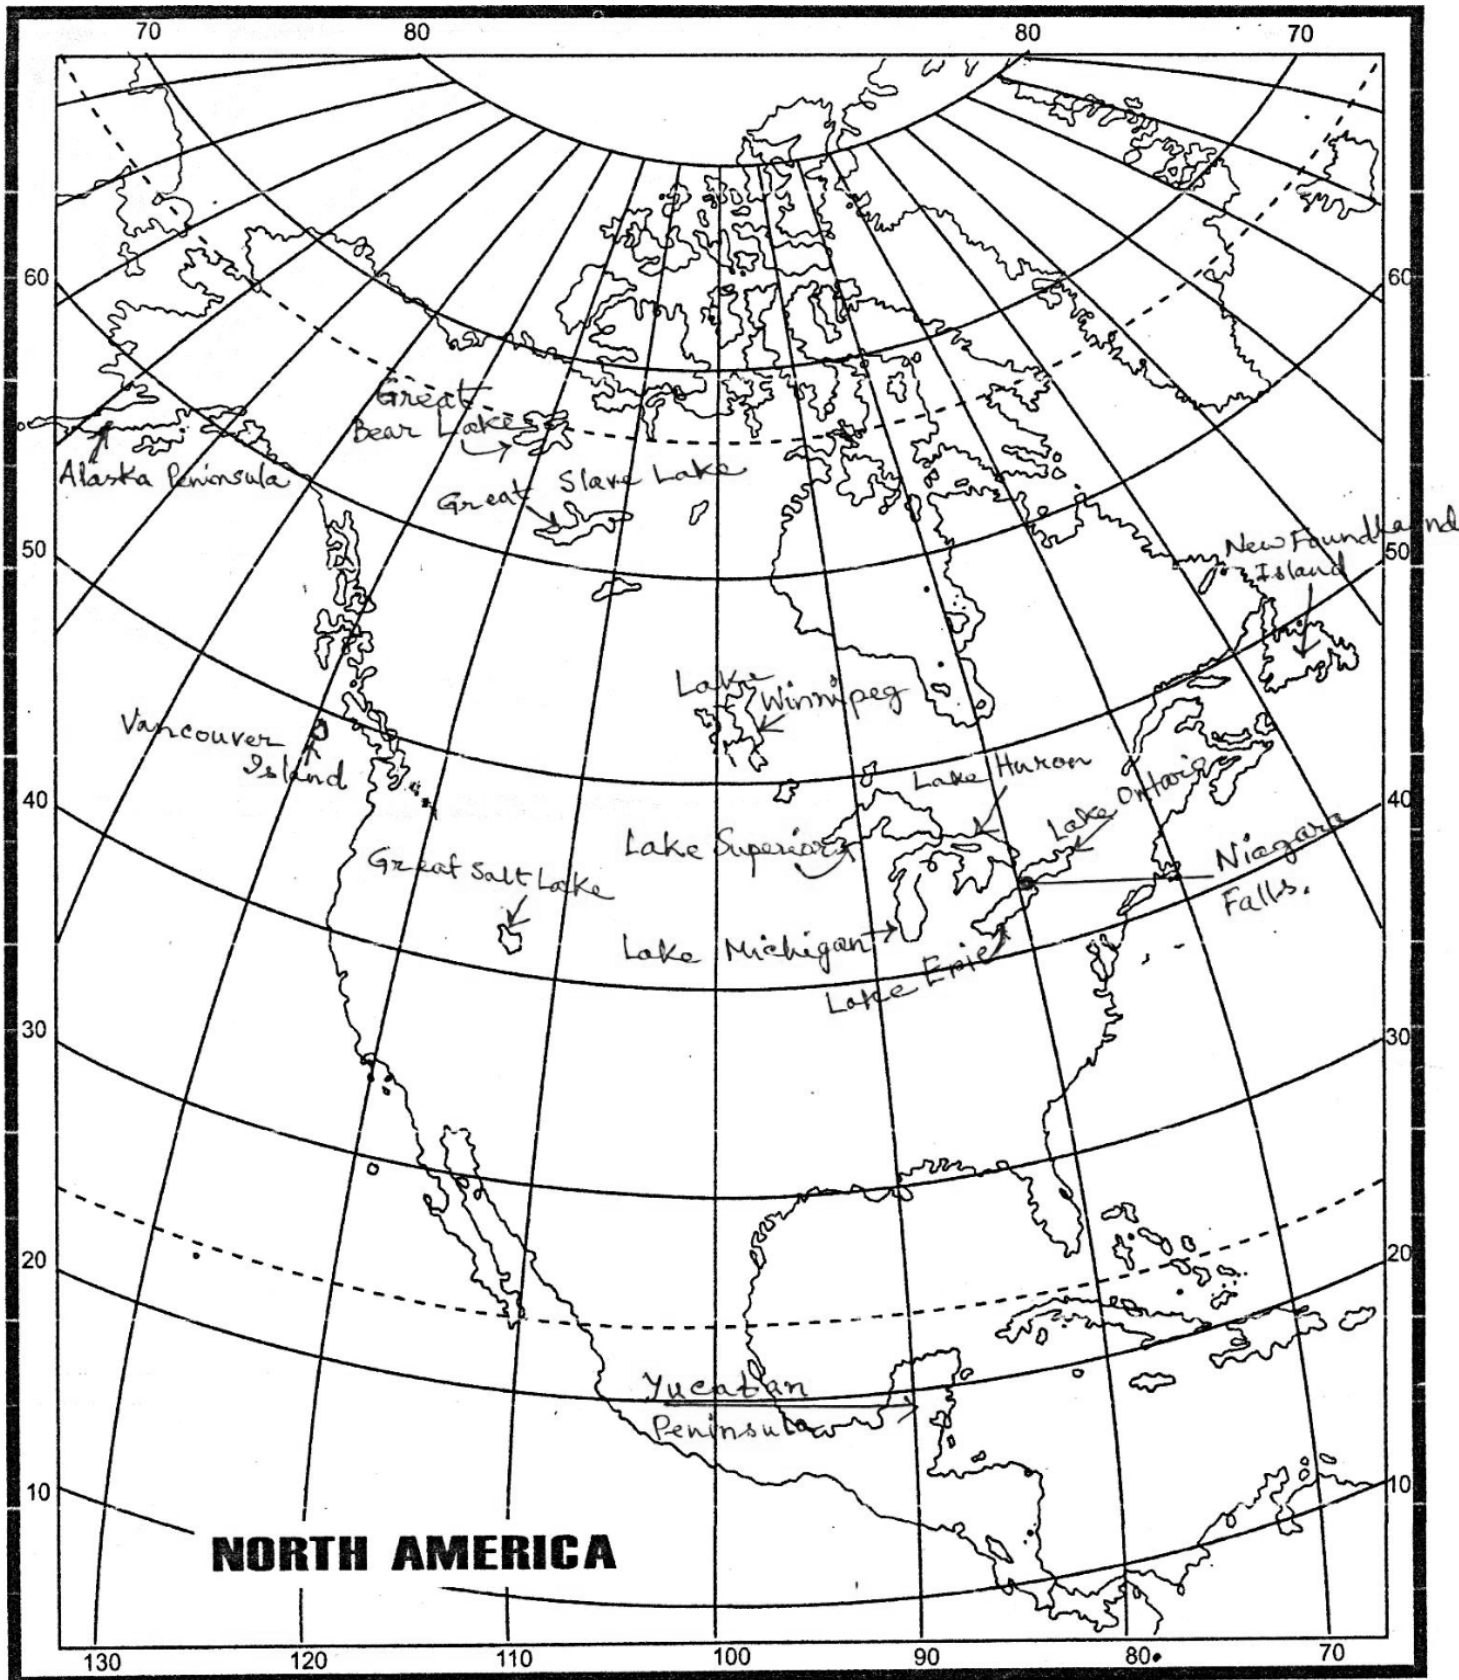 70 80 80 70
60 60
Great
Bear Lake
Alaska Peninsula
Great Slave Lake
50 50
New Foundland
Island
Lake
Winnipeg
Vancouver
Island
Lake Huron
Lake Ontario
40 40
Lake Superior
Great Salt Lake
Niagara
Falls.
Lake Michigan
Lake Erie
30 30
20 20
Yucatan
Peninsula
10 10
NORTH AMERICA
130 120 110 100 90 80 70